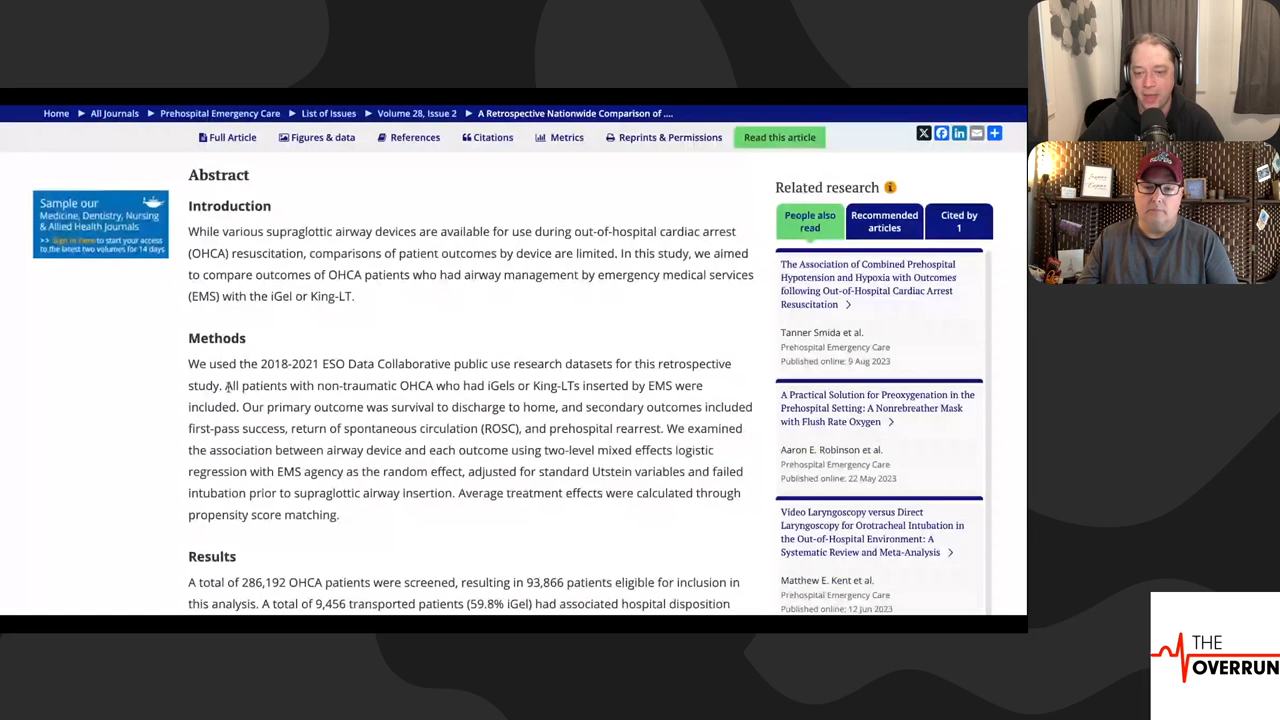 Home ▶ All Journals ▶ Prehospital Emergency Care ▶ List of Issues ▶ Volume 28, Issue 2 ▶ A Retrospective Nationwide Comparison of ....
Full Article Figures & data References Citations Metrics Reprints & Permissions Read this article
Sample our
Medicine, Dentistry, Nursing
& Allied Health Journals
>> Sign in here to start your access
to the latest two volumes for 14 days
Abstract
Introduction
While various supraglottic airway devices are available for use during out-of-hospital cardiac arrest
(OHCA) resuscitation, comparisons of patient outcomes by device are limited. In this study, we aimed
to compare outcomes of OHCA patients who had airway management by emergency medical services
(EMS) with the iGel or King-LT.
Methods
We used the 2018-2021 ESO Data Collaborative public use research datasets for this retrospective
study. All patients with non-traumatic OHCA who had iGels or King-LTs inserted by EMS were
included. Our primary outcome was survival to discharge to home, and secondary outcomes included
first-pass success, return of spontaneous circulation (ROSC), and prehospital rearrest. We examined
the association between airway device and each outcome using two-level mixed effects logistic
regression with EMS agency as the random effect, adjusted for standard Utstein variables and failed
intubation prior to supraglottic airway insertion. Average treatment effects were calculated through
propensity score matching.
Results
A total of 286,192 OHCA patients were screened, resulting in 93,866 patients eligible for inclusion in
this analysis. A total of 9,456 transported patients (59.8% iGel) had associated hospital disposition
Related research
People also
read
Recommended
articles
Cited by
1
The Association of Combined Prehospital
Hypotension and Hypoxia with Outcomes
following Out-of-Hospital Cardiac Arrest
Resuscitation
Tanner Smida et al.
Prehospital Emergency Care
Published online: 9 Aug 2023
A Practical Solution for Preoxygenation in the
Prehospital Setting: A Nonrebreather Mask
with Flush Rate Oxygen
Aaron E. Robinson et al.
Prehospital Emergency Care
Published online: 22 May 2023
Video Laryngoscopy versus Direct
Laryngoscopy for Orotracheal Intubation in
the Out-of-Hospital Environment: A
Systematic Review and Meta-Analysis
Matthew E. Kent et al.
Prehospital Emergency Care
Published online: 12 Jun 2023
THE
OVERRUN